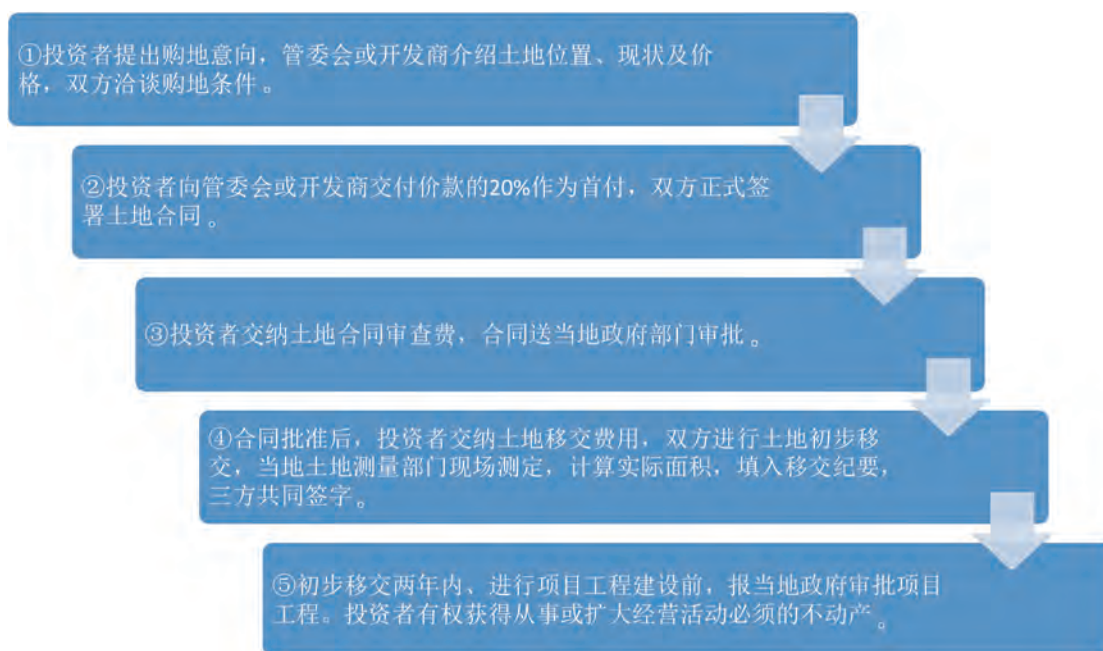 ①投资者提出购地意向，管委会或开发商介绍土地位置、现状及价
格，双方洽谈购地条件。
②投资者向管委会或开发商交付价款的20%作为首付，双方正式签
署土地合同。
③投资者交纳土地合同审查费，合同送当地政府部门审批。
④合同批准后，投资者交纳土地移交费用，双方进行土地初步移
交，当地土地测量部门现场测定，计算实际面积，填入移交纪要，
三方共同签字。
⑤初步移交两年内、进行项目工程建设前，报当地政府审批项目
工程。投资者有权获得从事或扩大经营活动必须的不动产。